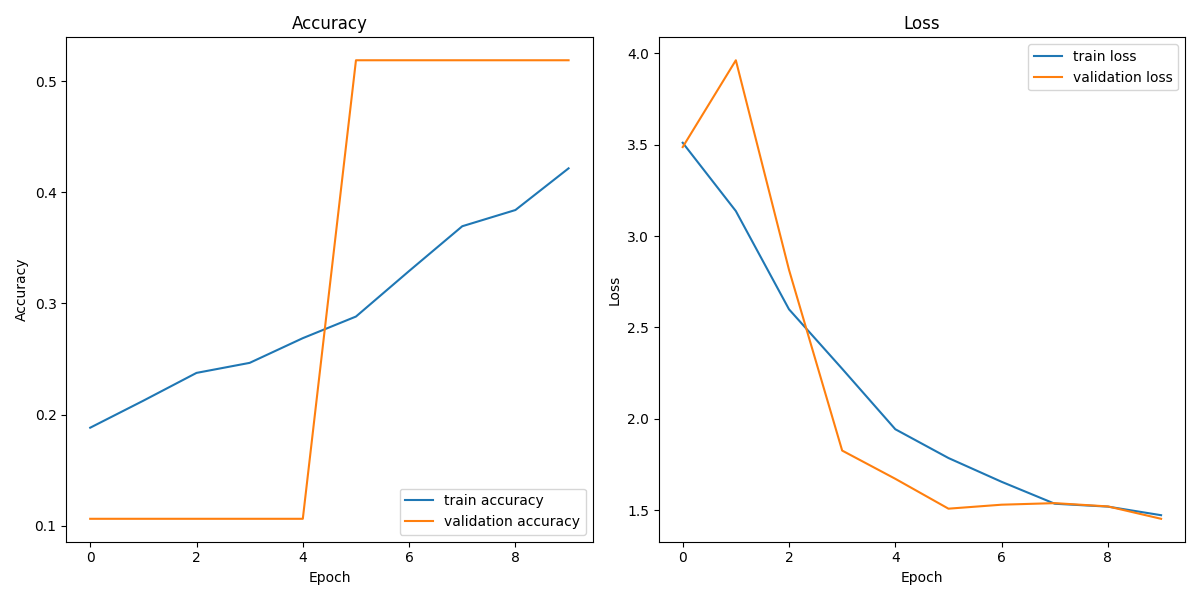 Accuracy
0.5
0.4
0.3
0.2
0.1
Accuracy
train accuracy
validation accuracy
0 2 4 6 8
Epoch
Loss
4.0
3.5
3.0
2.5
2.0
1.5
Loss
train loss
validation loss
0 2 4 6 8
Epoch